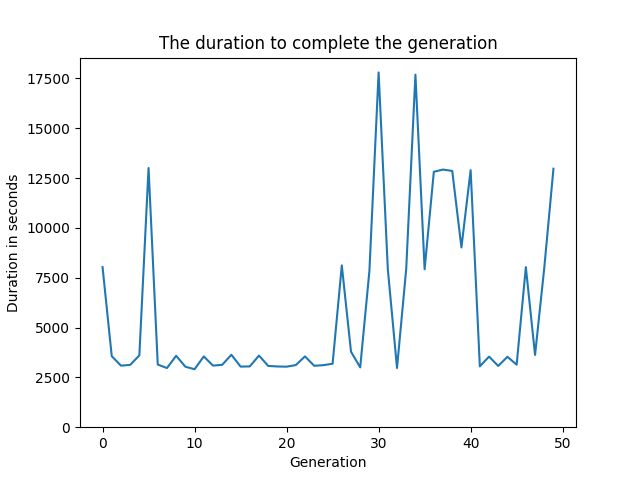 The duration to complete the generation
17500
15000
12500
10000
7500
5000
2500
0
Duration in seconds
0 10 20 30 40 50
Generation